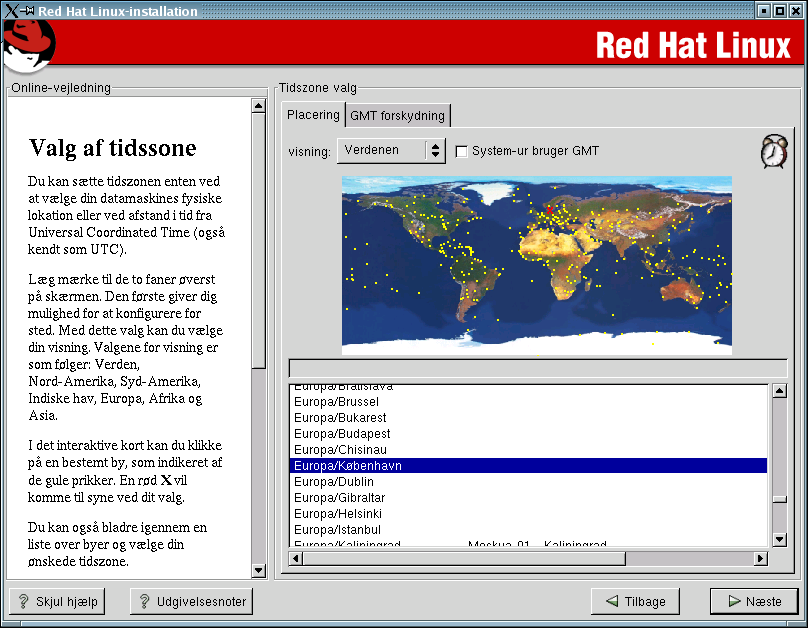 Red Hat Linux-installation
Red Hat Linux
Online-vejledning
Valg af tidssone
Du kan sætte tidszonen enten ved
at vælge din datamaskines fysiske
lokation eller ved afstand i tid fra
Universal Coordinated Time (også
kendt som UTC).
Læg mærke til de to faner øverst
på skærmen. Den første giver dig
mulighed for at konfigurere for
sted. Med dette valg kan du vælge
din visning. Valgene for visning er
som følger: Verden,
Nord-Amerika, Syd-Amerika,
Indiske hav, Europa, Afrika og
Asia.
I det interaktive kort kan du klikke
på en bestemt by, som indikeret af
de gule prikker. En rød X vil
komme til syne ved dit valg.
Du kan også bladre igennem en
liste over byer og vælge din
ønskede tidszone.
Tidszone valg
Placering
GMT forskydning
visning:
Verdenen
System-ur bruger GMT
Europa/Bratislava
Europa/Brussel
Europa/Bukarest
Europa/Budapest
Europa/Chisinau
Europa/København
Europa/Dublin
Europa/Gibraltar
Europa/Helsinki
Europa/Istanbul
Europa/Kaliningrad Moskva-01 - Kaliningrad
? Skjul hjælp
? Udgivelsesnoter
Tilbage
Næste